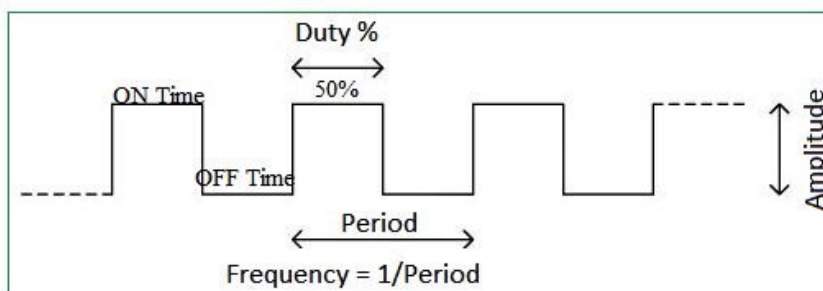 Duty %
50%
ON Time
OFF Time
Amplitude
Period
Frequency = 1/Period